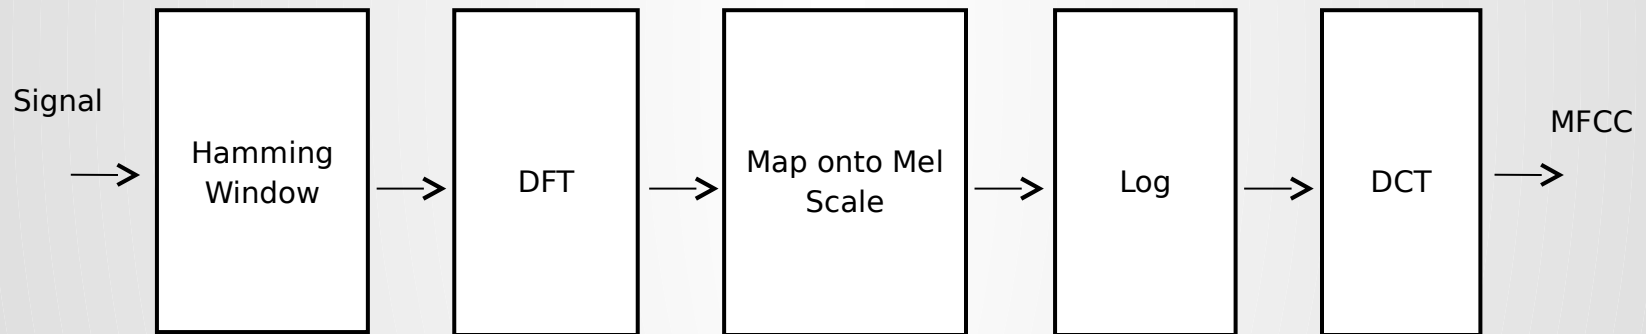 Signal
Hamming
Window
DFT
Map onto Mel
Scale
Log
DCT
MFCC